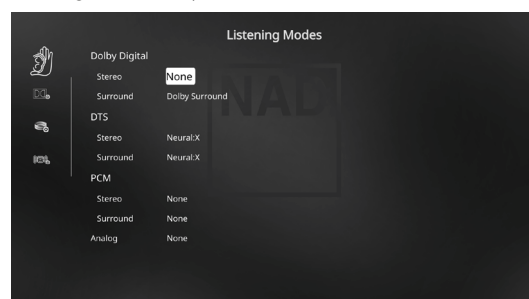 Listening Modes
Dolby Digital
Stereo None
Surround Dolby Surround
DTS
Stereo Neural:X
Surround Neural:X
PCM
Stereo None
Surround None
Analog None
NAD